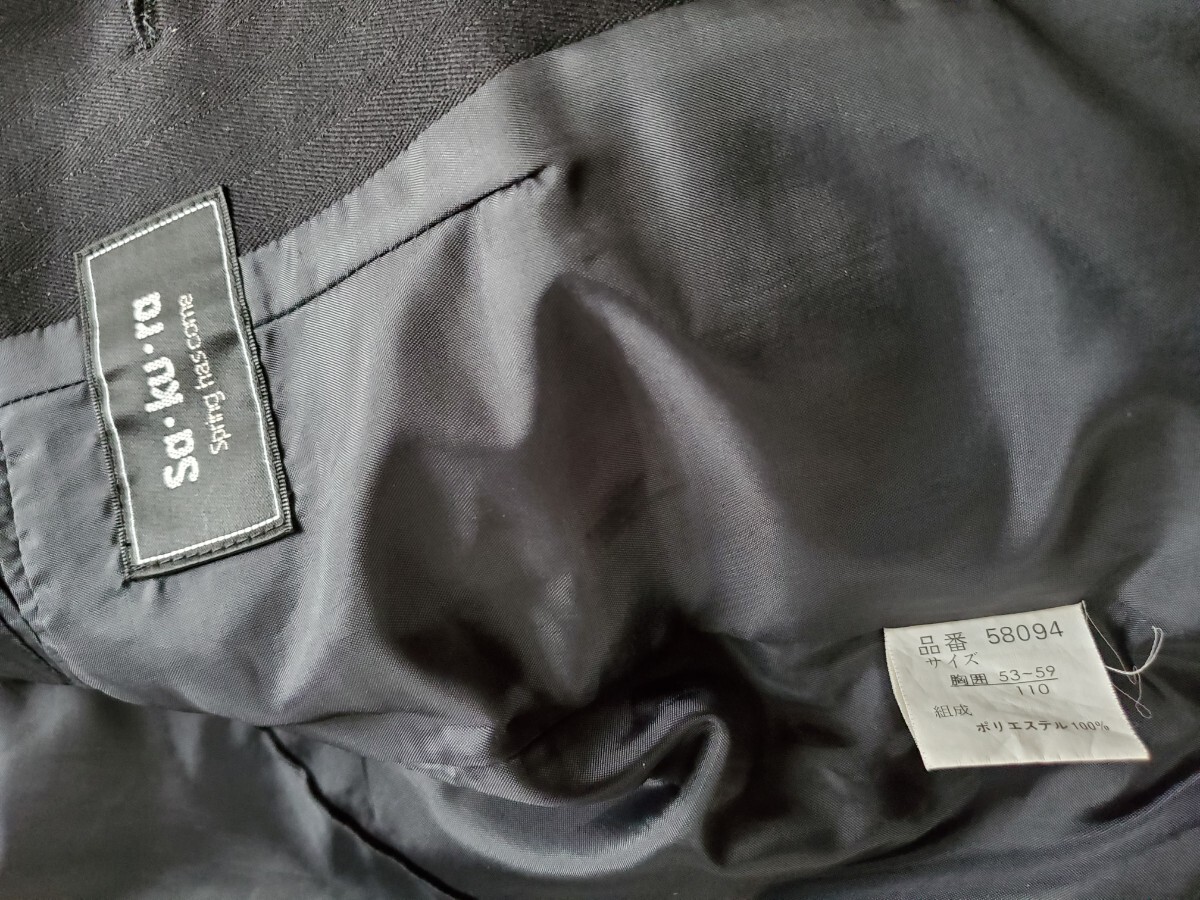 sa・ku・ra
Spring has come
品番 58094
サイズ
胸囲 53-59
110
組成
ポリエステル100%